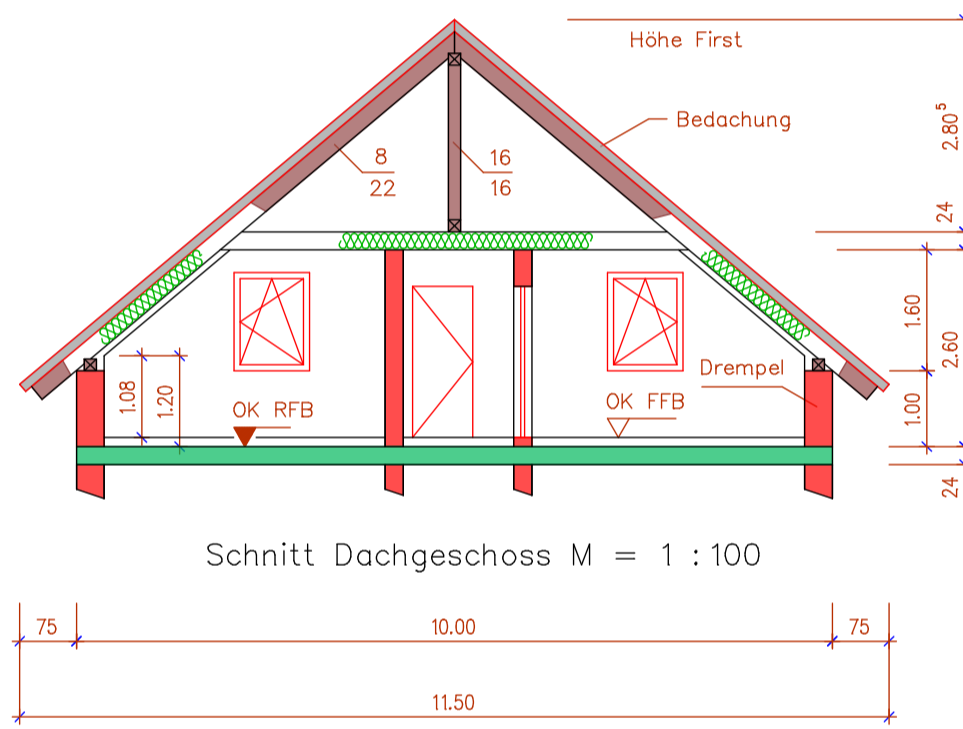 Höhe First
2.80⁵
Bedachung
8
22
16
16
24
1.60
2.60
Drempel
1.08
1.20
OK RFB
OK FFB
1.00
24
Schnitt Dachgeschoss M = 1 : 100
75
10.00
75
11.50